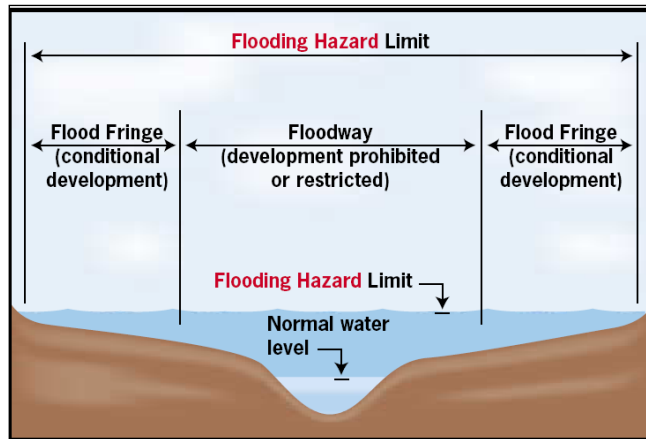 Flooding Hazard Limit
Flood Fringe
(conditional
development)
Floodway
(development prohibited
or restricted)
Flood Fringe
(conditional
development)
Flooding Hazard Limit
Normal water
level